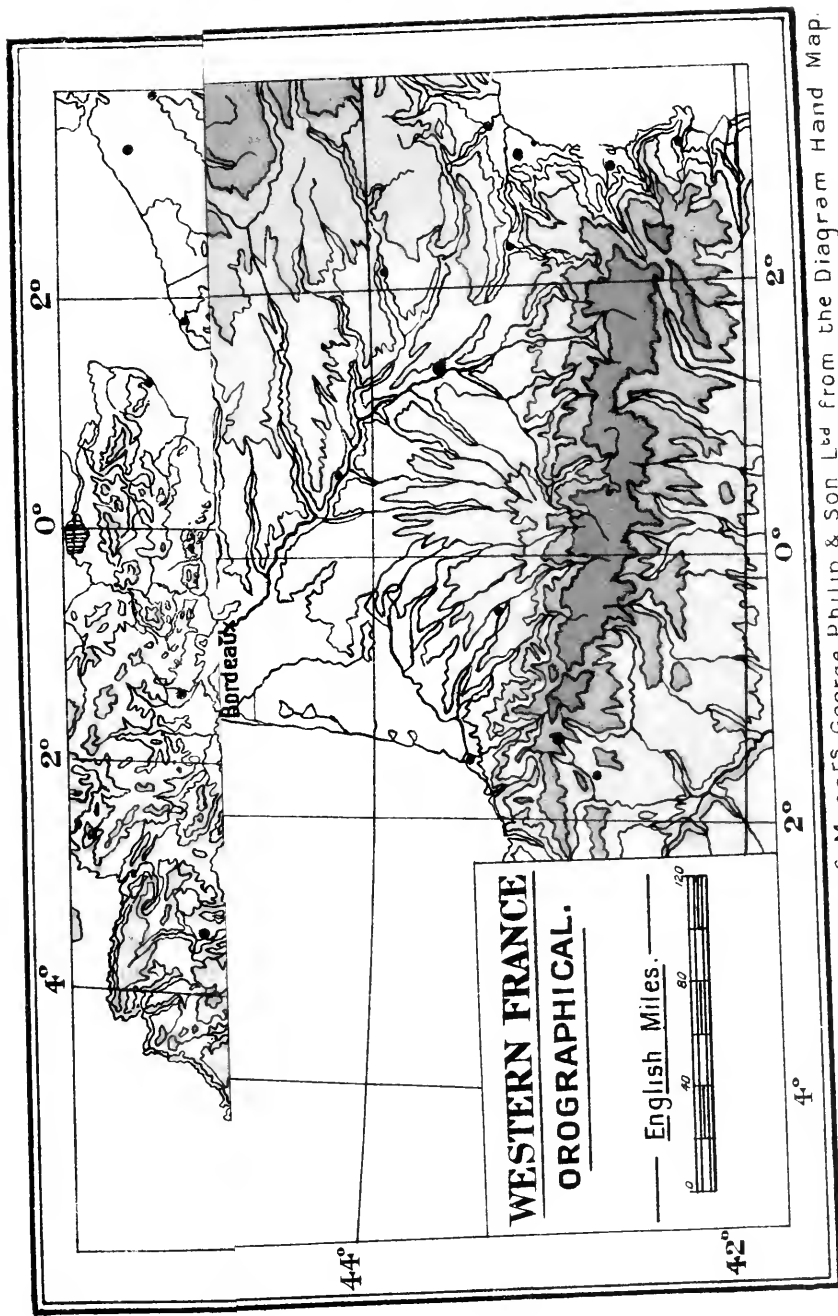 4° 2° 0° 2°
Bordeaux
44°
WESTERN FRANCE
OROGRAPHICAL.
English Miles.
0 40 80 120
42°
4° 2° 0° 2°
Messrs George Philip & Son Ltd from the Diagram Hand Map.